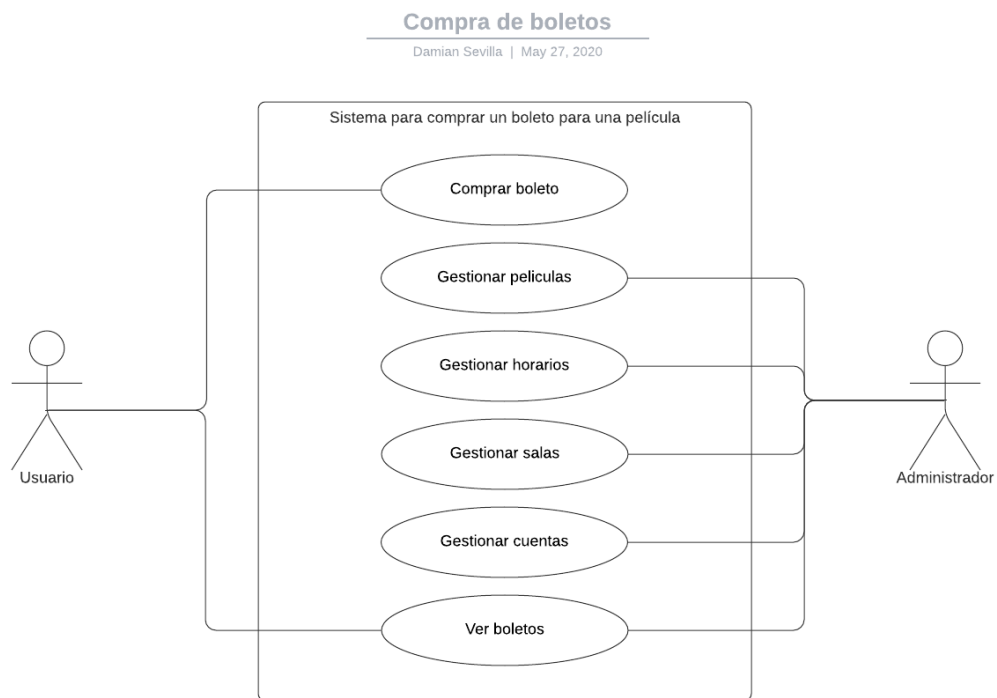 Compra de boletos
Damian Sevilla | May 27, 2020
Sistema para comprar un boleto para una película
Comprar boleto
Gestionar peliculas
Gestionar horarios
Gestionar salas
Gestionar cuentas
Ver boletos
Usuario
Administrador